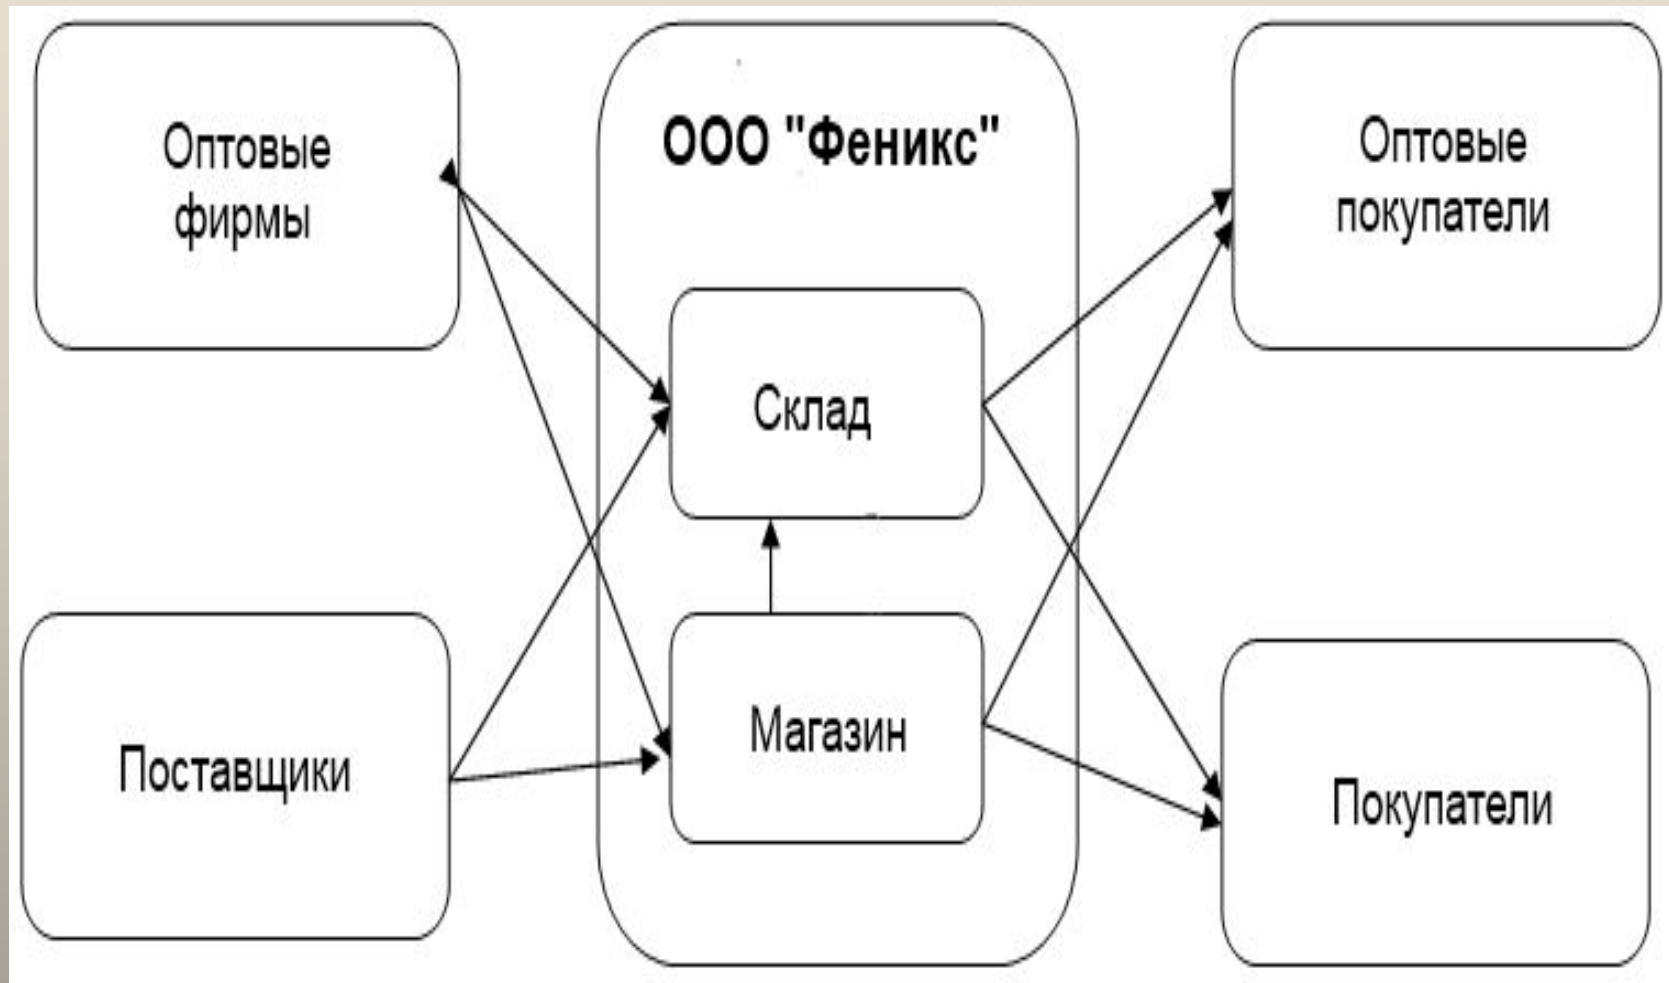 Оптовые
фирмы
ООО "Феникс"
Оптовые
покупатели
Склад
Поставщики
Магазин
Покупатели